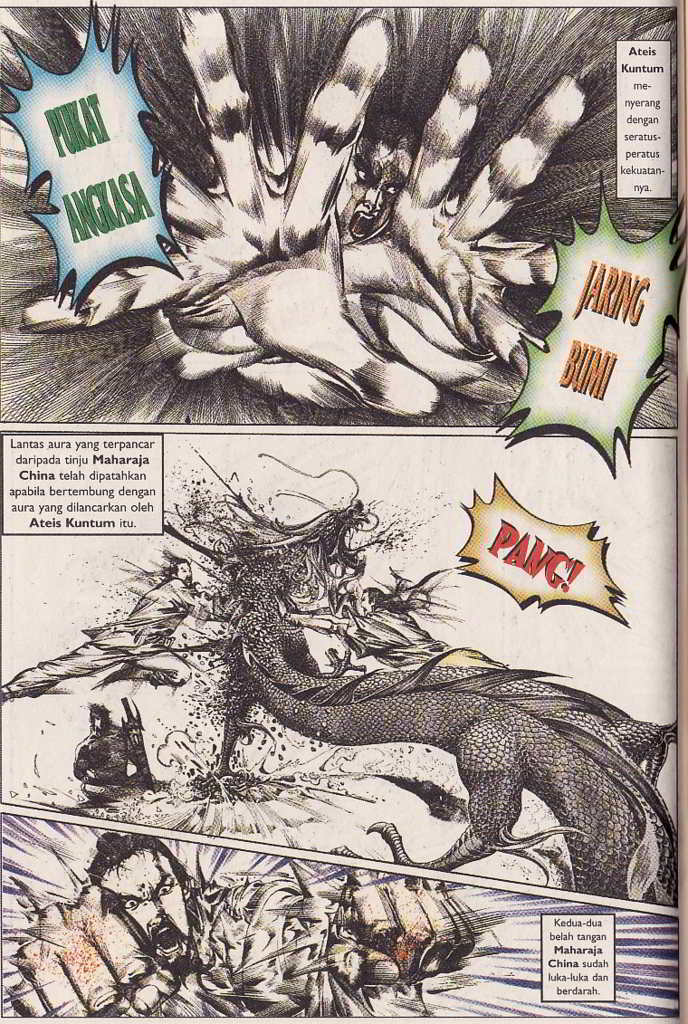 PUKAT
ANGKASA
Ateis
Kuntum
me-
nyerang
dengan
seratus-
peratus
kekuatan-
nya.
JARING
BUMI
Lantas aura yang terpancar
daripada tinju Maharaja
China telah dipatahkan
apabila bertembung dengan
aura yang dilancarkan oleh
Ateis Kuntum itu.
PANG!
Kedua-dua
belah tangan
Maharaja
China sudah
luka-luka dan
berdarah.